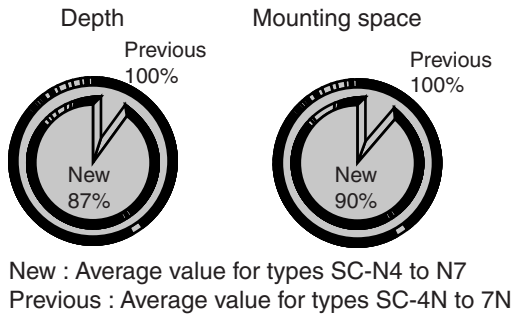 Depth
Mounting space
Previous
100%
Previous
100%
New
87%
New
90%
New : Average value for types SC-N4 to N7
Previous : Average value for types SC-4N to 7N